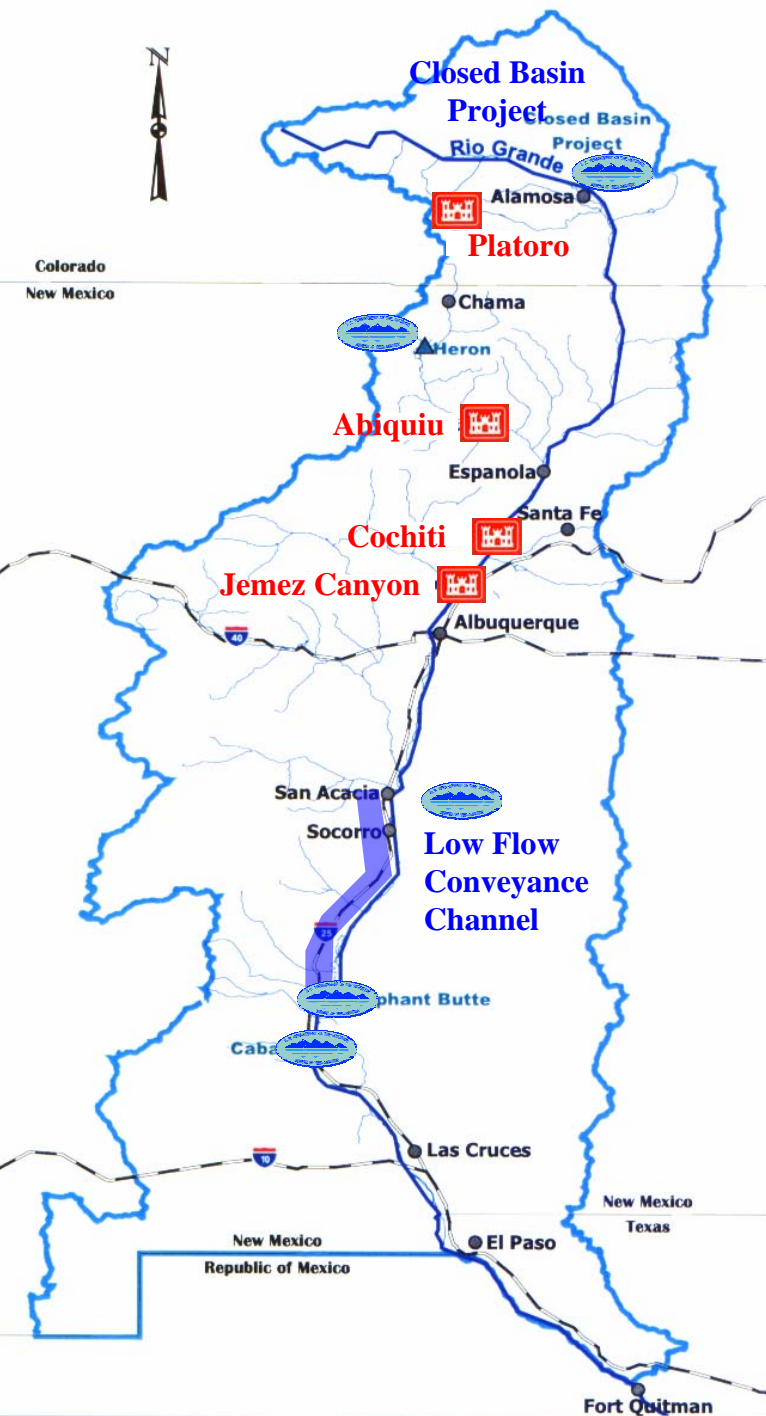 N
Closed Basin
Project
Closed Basin
Project
Rio Grande
Alamosa
Platoro
Colorado
New Mexico
Chama
Heron
Abiquiu
Espanola
Santa Fe
Cochiti
Jemez Canyon
Albuquerque
40
San Acacia
Socorro
Low Flow
Conveyance
Channel
25
phant Butte
Caba
10
Las Cruces
New Mexico
Texas
El Paso
New Mexico
Republic of Mexico
Fort Quitman